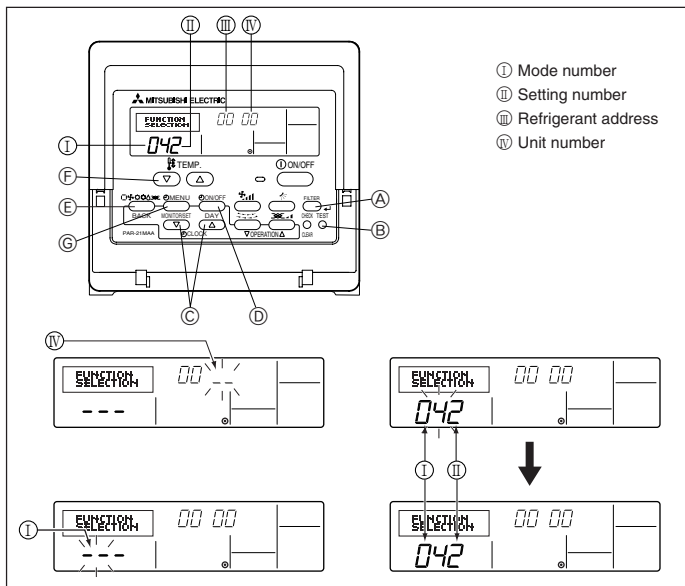 Ⅱ Ⅲ Ⅳ
Ⅰ Mode number
Ⅱ Setting number
Ⅲ Refrigerant address
Ⅳ Unit number
MITSUBISHI ELECTRIC
FUNCTION
SELECTION
00 00
Ⅰ
042
TEMP.
ON/OFF
Ⓕ
Ⓔ
MENU
ON/OFF
FILTER
Ⓐ
BACK
MONITOR/SET
DAY
CHECK TEST
Ⓑ
Ⓖ
PAR-21MAA
CLOCK
OPERATION
CLEAR
Ⓒ
Ⓓ
Ⅳ
FUNCTION
SELECTION
00 --
---
FUNCTION
SELECTION
00 00
042
Ⅰ Ⅱ
Ⅰ
FUNCTION
SELECTION
00 00
---
FUNCTION
SELECTION
00 00
042